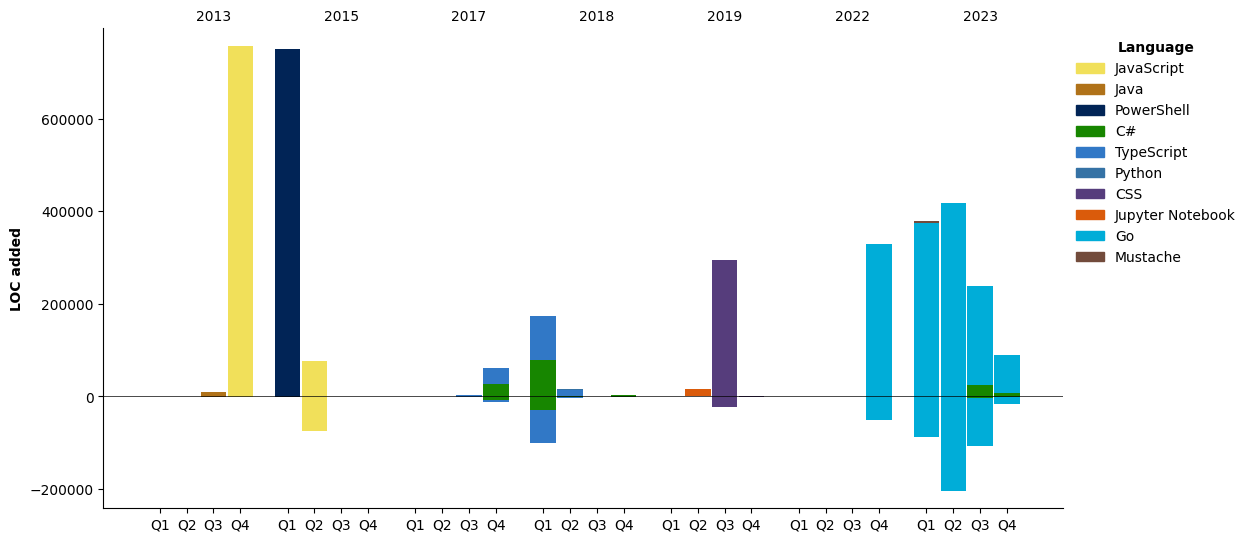 2013 2015 2017 2018 2019 2022 2023
Language
JavaScript
Java
PowerShell
C#
TypeScript
Python
CSS
Jupyter Notebook
Go
Mustache
LOC added
600000
400000
200000
0
−200000
Q1 Q2 Q3 Q4 Q1 Q2 Q3 Q4 Q1 Q2 Q3 Q4 Q1 Q2 Q3 Q4 Q1 Q2 Q3 Q4 Q1 Q2 Q3 Q4 Q1 Q2 Q3 Q4